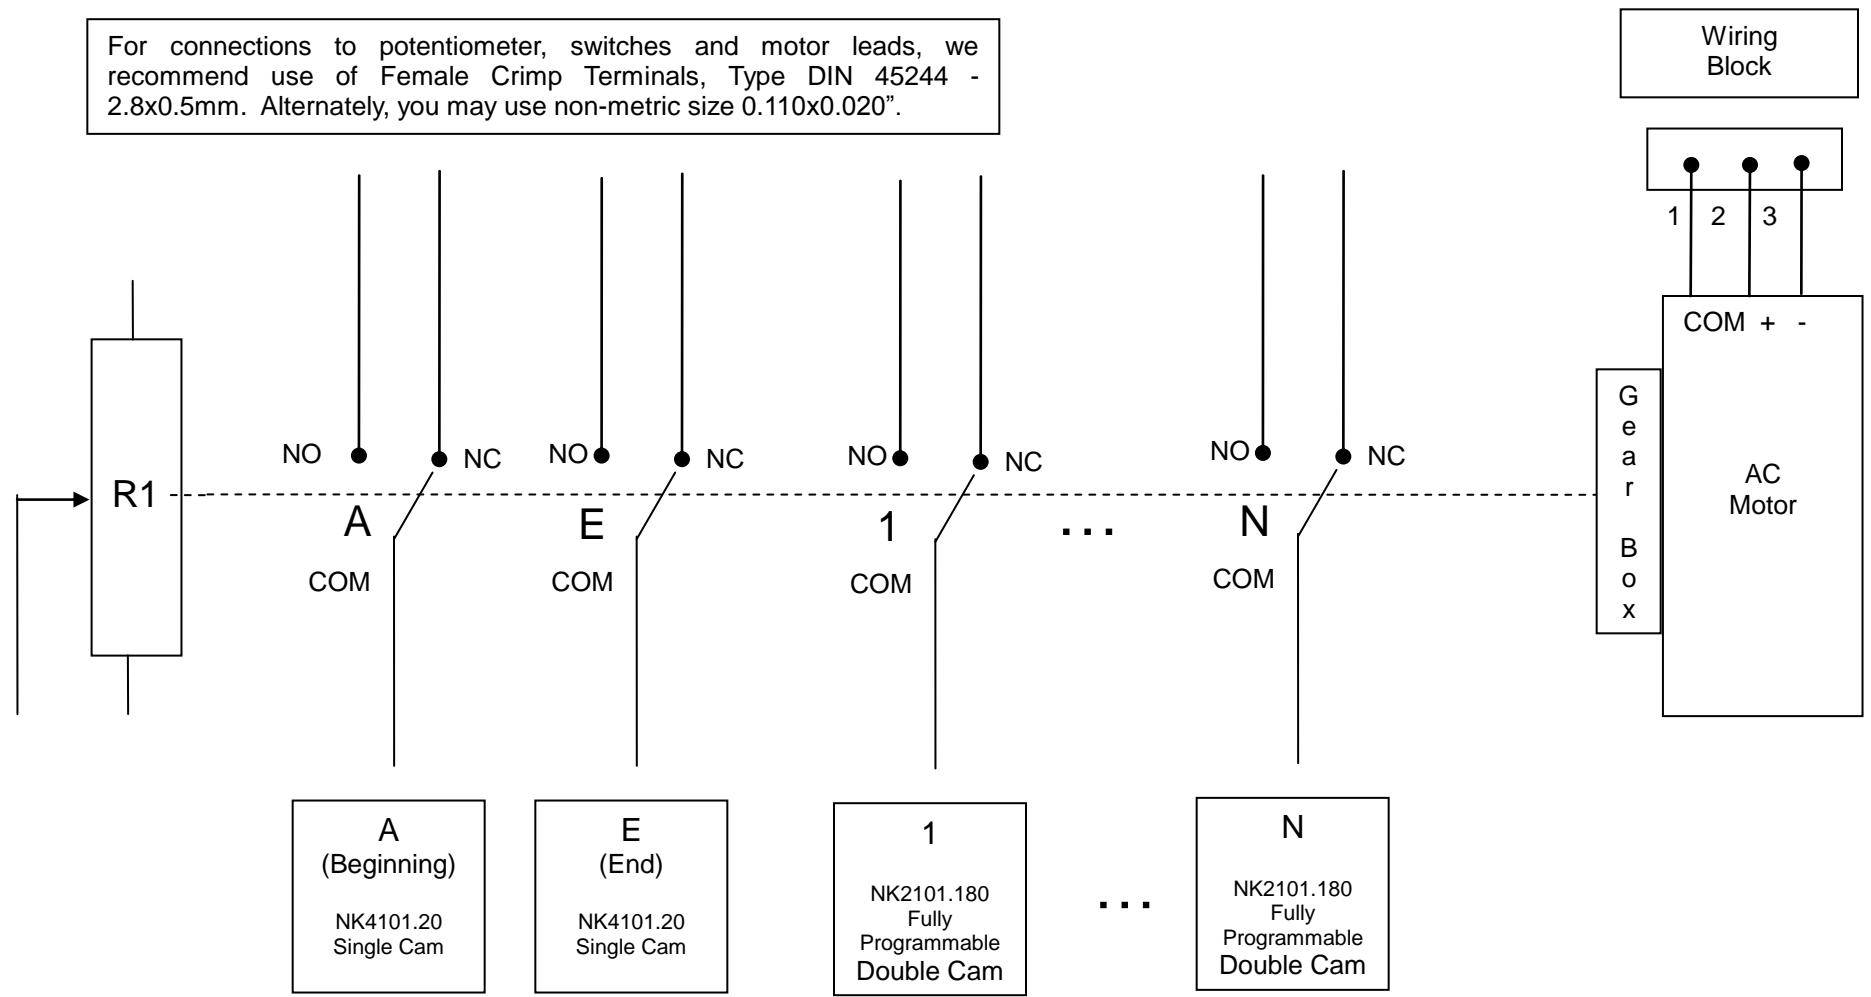 For connections to potentiometer, switches and motor leads, we
recommend use of Female Crimp Terminals, Type DIN 45244 -
2.8x0.5mm. Alternately, you may use non-metric size 0.110x0.020”.
Wiring
Block
1 2 3
COM + -
Gear Box
AC
Motor
R1
NO NC
A
COM
NO NC
E
COM
NO NC
1
COM
...
NO NC
N
COM
A
(Beginning)
NK4101.20
Single Cam
E
(End)
NK4101.20
Single Cam
1
NK2101.180
Fully
Programmable
Double Cam
...
N
NK2101.180
Fully
Programmable
Double Cam